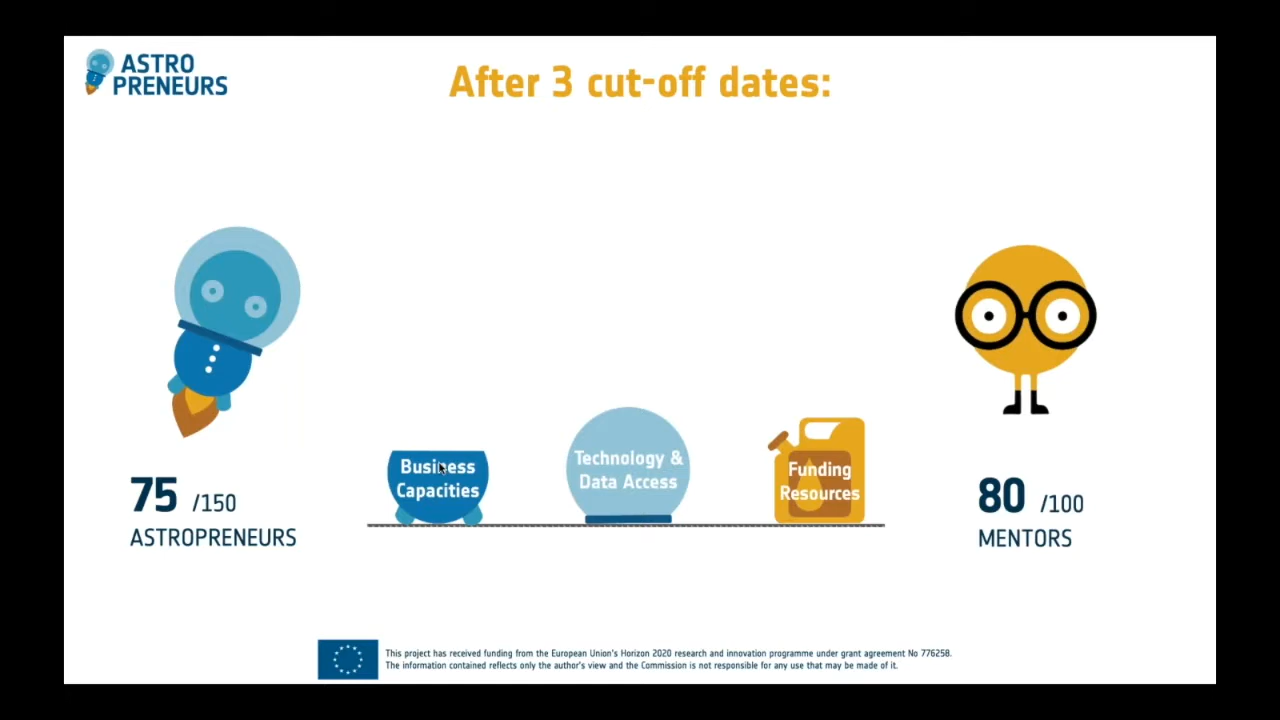 ASTRO
PRENEURS
After 3 cut-off dates:
Business
Capacities
Technology &
Data Access
Funding
Resources
75 /150
ASTROPRENEURS
80 /100
MENTORS
This project has received funding from the European Union's Horizon 2020 research and innovation programme under grant agreement No 776258.
The information contained reflects only the author's view and the Commission is not responsible for any use that may be made of it.